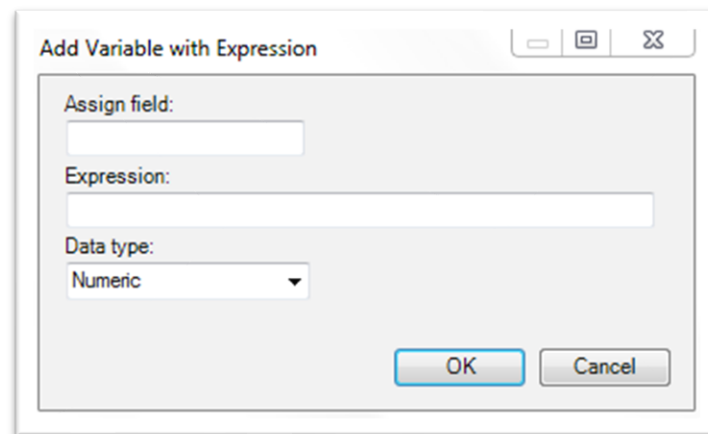 Add Variable with Expression
Assign field:
Expression:
Data type:
Numeric
OK Cancel